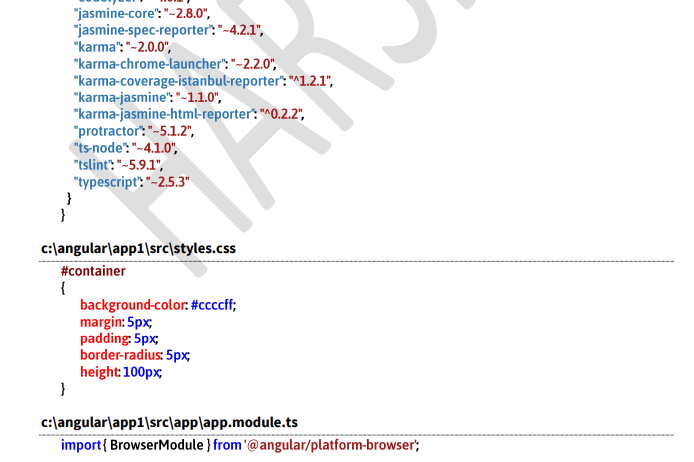 "jasmine-core": "~2.8.0",
"jasmine-spec-reporter": "~4.2.1",
"karma": "~2.0.0",
"karma-chrome-launcher": "~2.2.0",
"karma-coverage-istanbul-reporter": "^1.2.1",
"karma-jasmine": "~1.1.0",
"karma-jasmine-html-reporter": "^0.2.2",
"protractor": "~5.1.2",
"ts-node": "~4.1.0",
"tslint": "~5.9.1",
"typescript": "~2.5.3"
}
}
c:\angular\app1\src\styles.css
#container
{
background-color: #ccccff;
margin: 5px;
padding: 5px;
border-radius: 5px;
height: 100px;
}
c:\angular\app1\src\app\app.module.ts
import { BrowserModule } from '@angular/platform-browser';